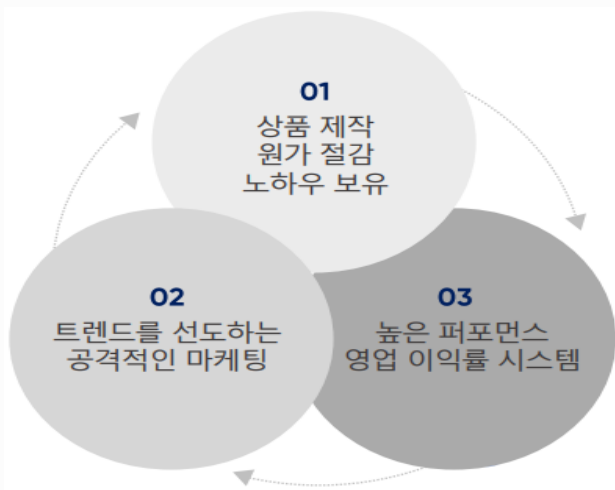 01
상품 제작
원가 절감
노하우 보유
02
트렌드를 선도하는
공격적인 마케팅
03
높은 퍼포먼스
영업 이익률 시스템